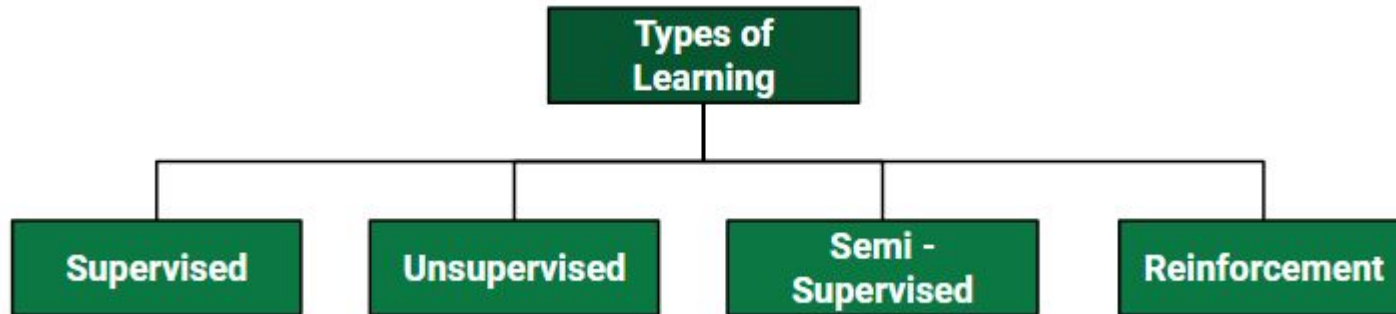 Types of
Learning
Supervised
Unsupervised
Semi -
Supervised
Reinforcement